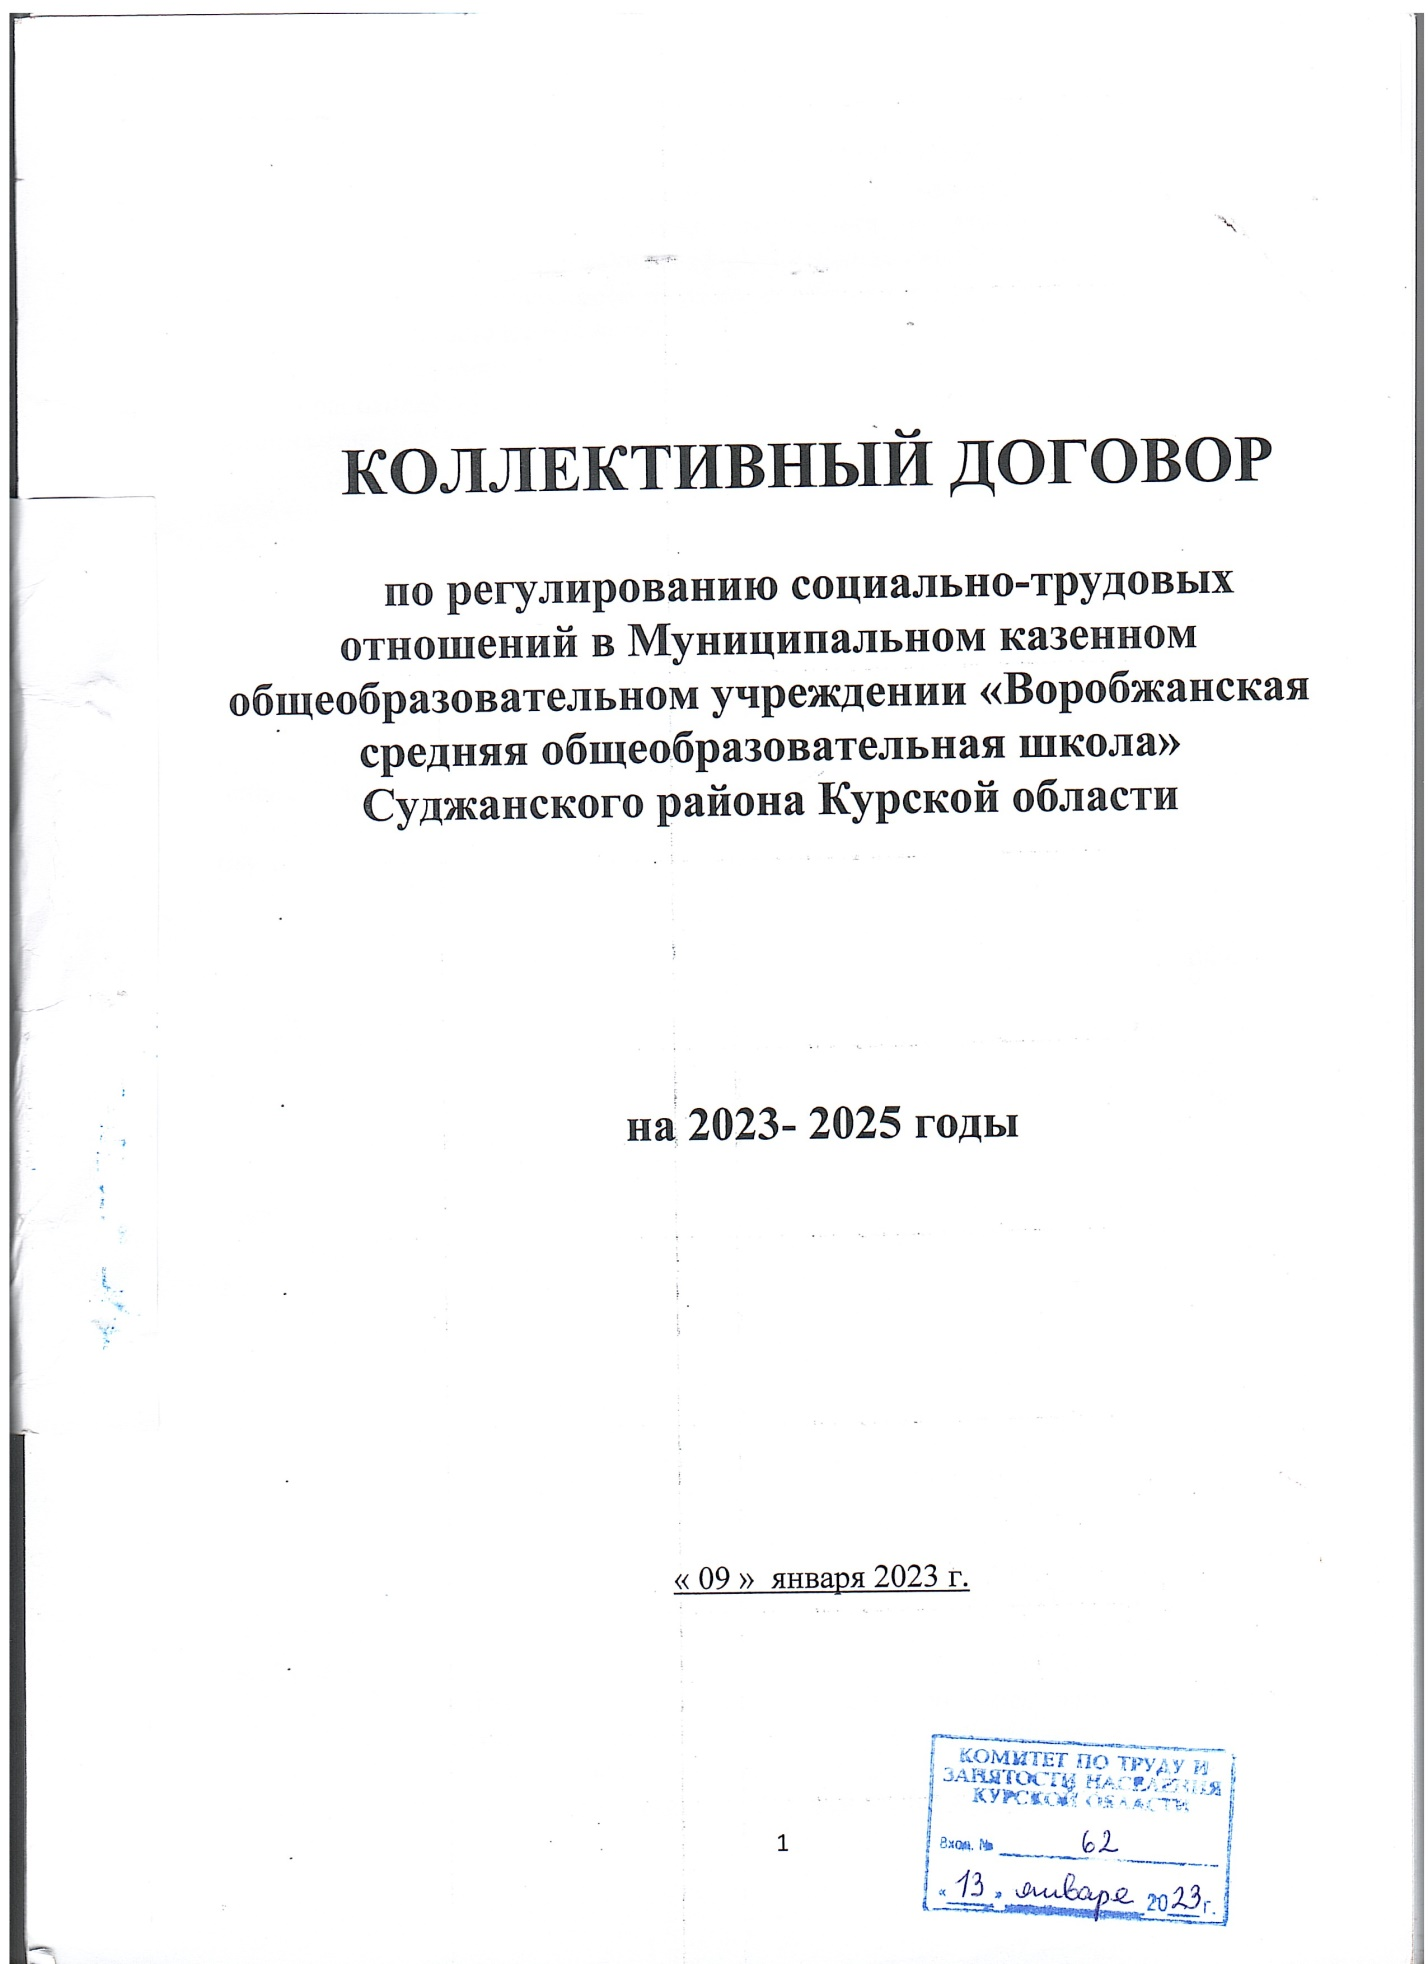 КОЛЛЕКТИВНЫЙ ДОГОВОР
по регулированию социально-трудовых
отношений в Муниципальном казенном
общеобразовательном учреждении «Воробжанская
средняя общеобразовательная школа»
Суджанского района Курской области
на 2023- 2025 годы
« 09 » января 2023 г.
1
КОМИТЕТ ПО ТРУДУ И
ЗАНЯТОСТИ НАСЕЛЕНИЯ
КУРСКОЙ ОБЛАСТИ
Вход. № 62
« 13 » января 2023 г.